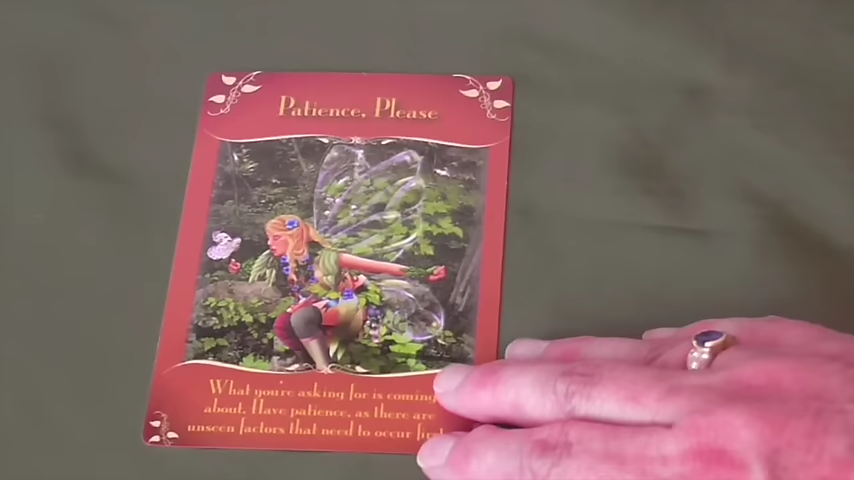 Patience, Please
What you're asking for is coming
about. Have patience, as there are
unseen factors that need to occur